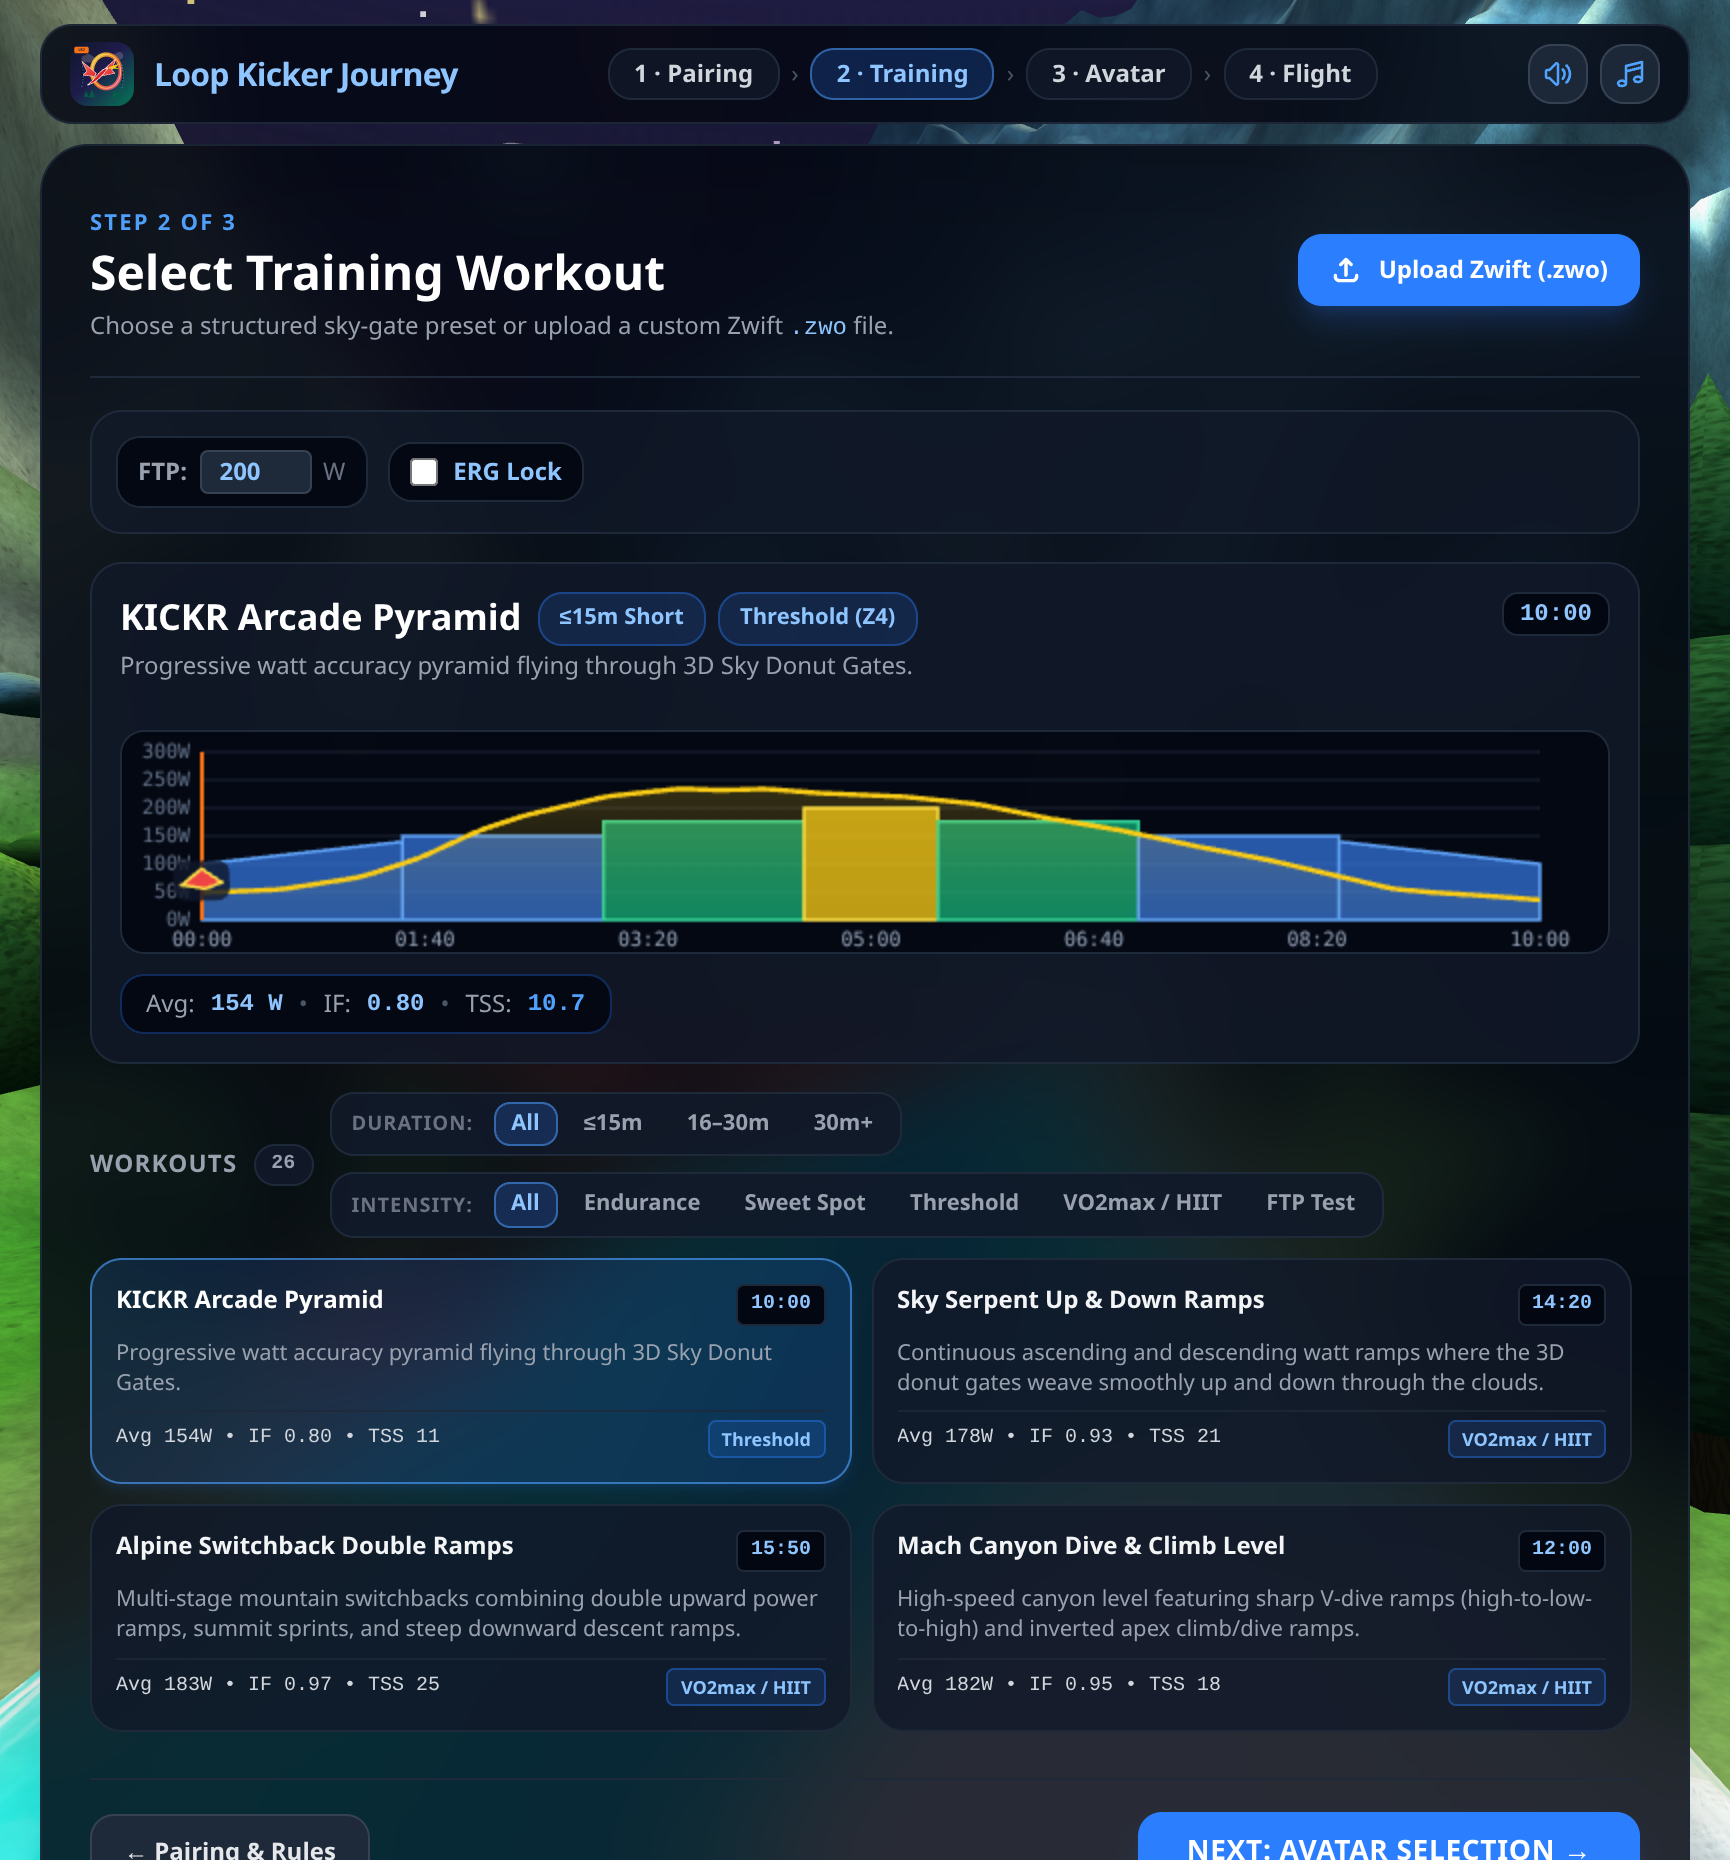 Loop Kicker Journey
1 · Pairing
›
2 · Training
›
3 · Avatar
›
4 · Flight
STEP 2 OF 3
Select Training Workout
Choose a structured sky-gate preset or upload a custom Zwift .zwo file.
Upload Zwift (.zwo)
FTP: 200 W
ERG Lock
KICKR Arcade Pyramid
≤15m Short
Threshold (Z4)
10:00
Progressive watt accuracy pyramid flying through 3D Sky Donut Gates.
300W
250W
200W
150W
100W
50W
0W
00:00 01:40 03:20 05:00 06:40 08:20 10:00
Avg: 154 W • IF: 0.80 • TSS: 10.7
WORKOUTS 26
DURATION: All ≤15m 16–30m 30m+
INTENSITY: All Endurance Sweet Spot Threshold VO2max / HIIT FTP Test
KICKR Arcade Pyramid
10:00
Progressive watt accuracy pyramid flying through 3D Sky Donut
Gates.
Avg 154W • IF 0.80 • TSS 11
Threshold
Sky Serpent Up & Down Ramps
14:20
Continuous ascending and descending watt ramps where the 3D
donut gates weave smoothly up and down through the clouds.
Avg 178W • IF 0.93 • TSS 21
VO2max / HIIT
Alpine Switchback Double Ramps
15:50
Multi-stage mountain switchbacks combining double upward power
ramps, summit sprints, and steep downward descent ramps.
Avg 183W • IF 0.97 • TSS 25
VO2max / HIIT
Mach Canyon Dive & Climb Level
12:00
High-speed canyon level featuring sharp V-dive ramps (high-to-low-
to-high) and inverted apex climb/dive ramps.
Avg 182W • IF 0.95 • TSS 18
VO2max / HIIT
← Pairing & Rules
NEXT: AVATAR SELECTION →